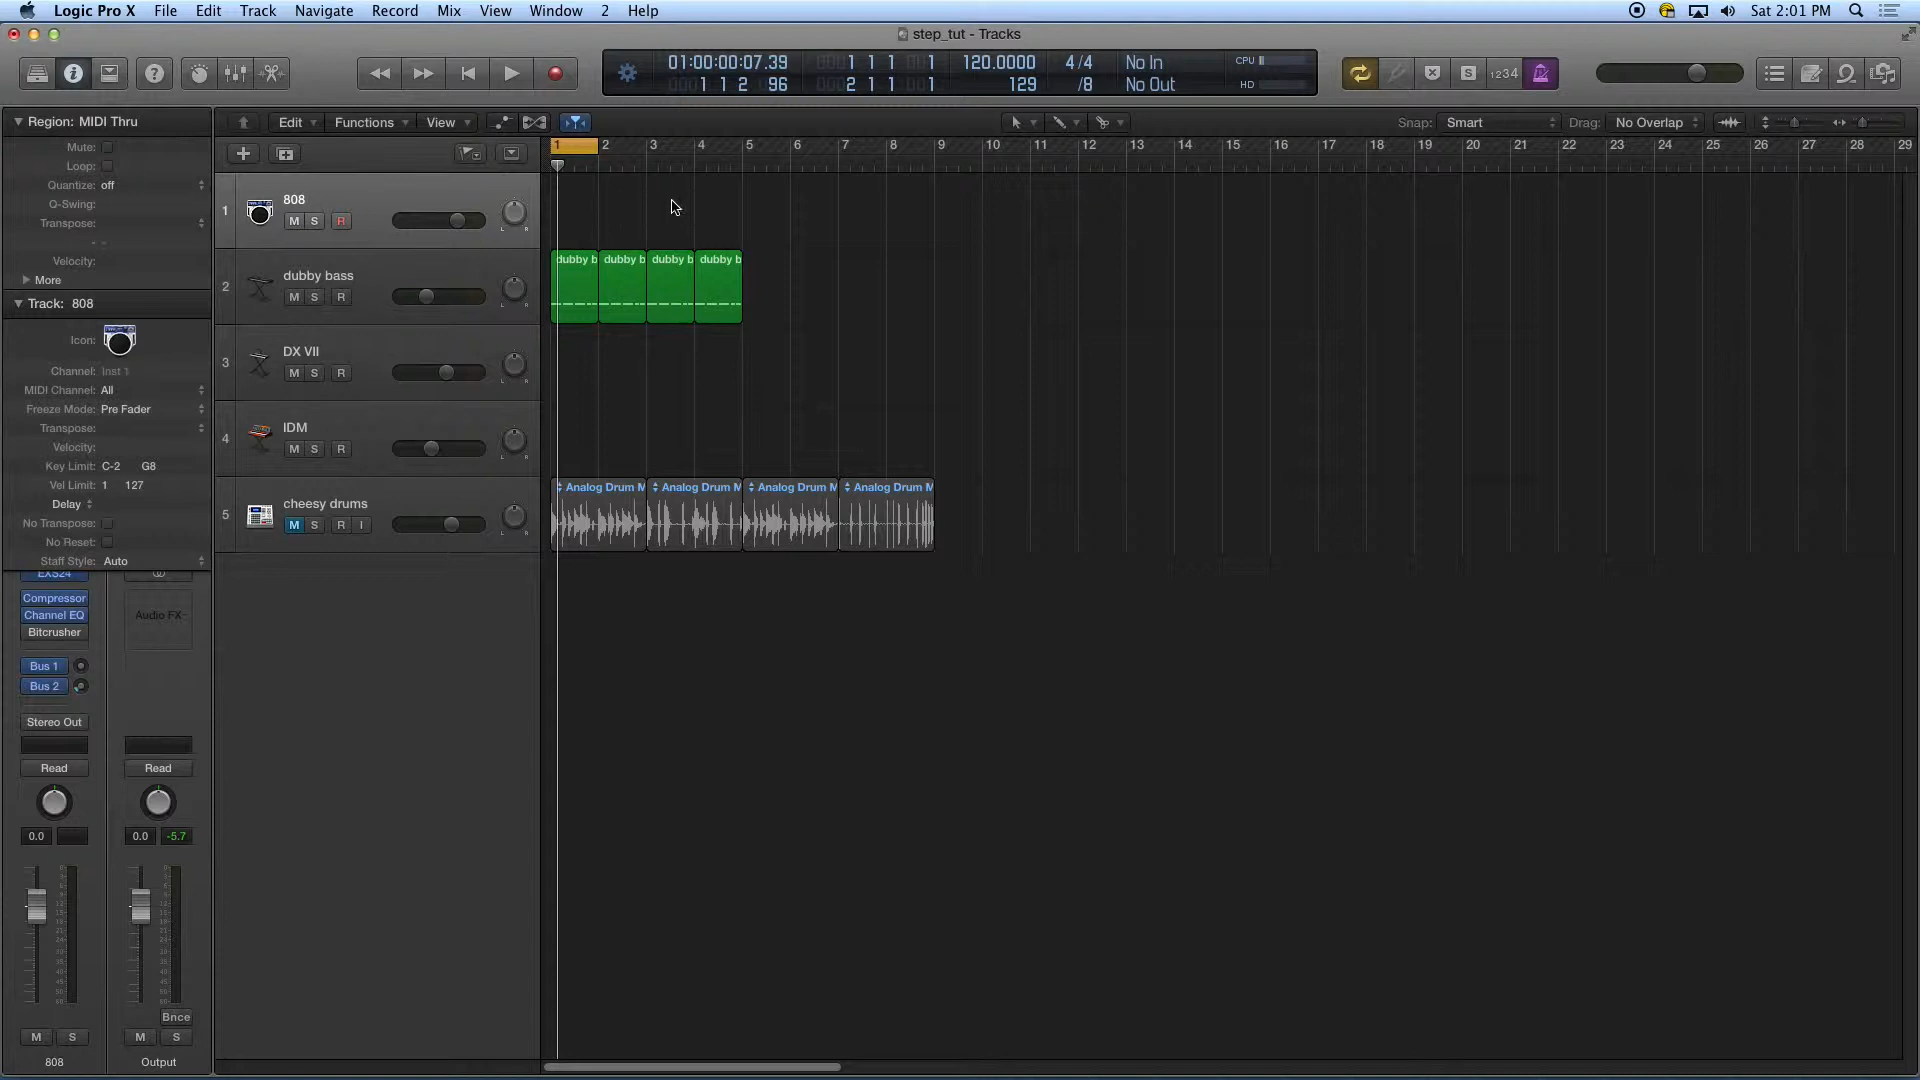 Logic Pro X File Edit Track Navigate Record Mix View Window 2 Help Sat 2:01 PM
step_tut - Tracks
01:00:00:07.39 1 1 1 1 120.0000 4/4 No In CPU
1 1 2 96 2 1 1 1 129 /8 No Out HD
S 1234
Region: MIDI Thru
Edit Functions View Snap: Smart Drag: No Overlap
Mute:
Loop:
Quantize: off
Q-Swing:
Transpose:
Velocity:
More
Track: 808
Icon:
Channel: Inst 1
MIDI Channel: All
Freeze Mode: Pre Fader
Transpose:
Velocity:
Key Limit: C-2 G8
Vel Limit: 1 127
Delay
No Transpose:
No Reset:
Staff Style: Auto
EXS24
Compressor
Channel EQ
Bitcrusher
Audio FX
Bus 1
Bus 2
Stereo Out
Read Read
0.0 0.0 -5.7
Bnce
M S M S
808 Output
1 2 3 4 5 6 7 8 9 10 11 12 13 14 15 16 17 18 19 20 21 22 23 24 25 26 27 28 29
1 808
M S R L R
2 dubby bass
M S R L R
dubby b dubby b dubby b dubby b
3 DX VII
M S R L R
4 IDM
M S R L R
5 cheesy drums
M S R I L R
Analog Drum M Analog Drum M Analog Drum M Analog Drum M